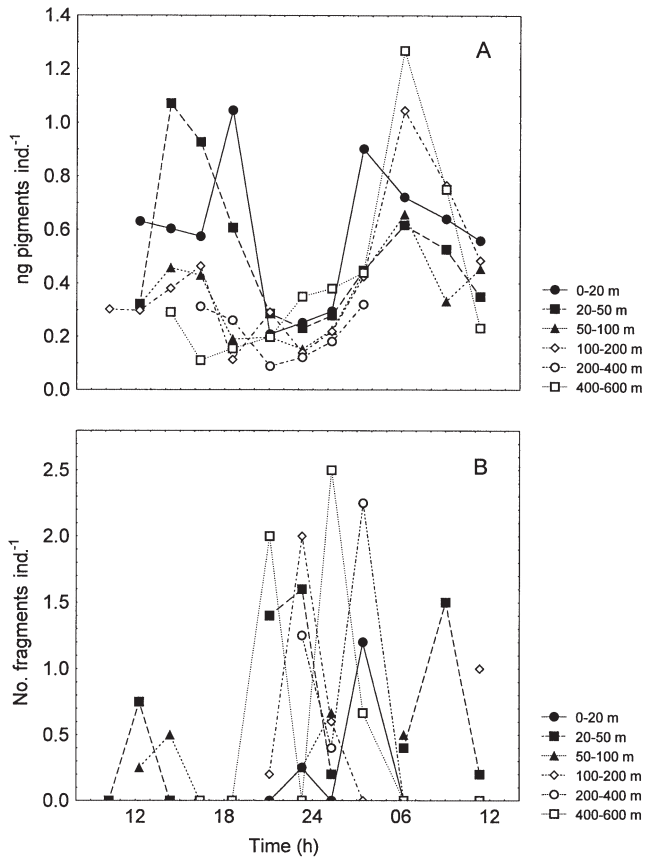 A
1.4
1.2
1.0
0.8
0.6
0.4
0.2
0.0
ng pigments ind.-1
0-20 m
20-50 m
50-100 m
100-200 m
200-400 m
400-600 m
B
2.5
2.0
1.5
1.0
0.5
0.0
No. fragments ind.-1
0-20 m
20-50 m
50-100 m
100-200 m
200-400 m
400-600 m
12 18 24 06 12
Time (h)